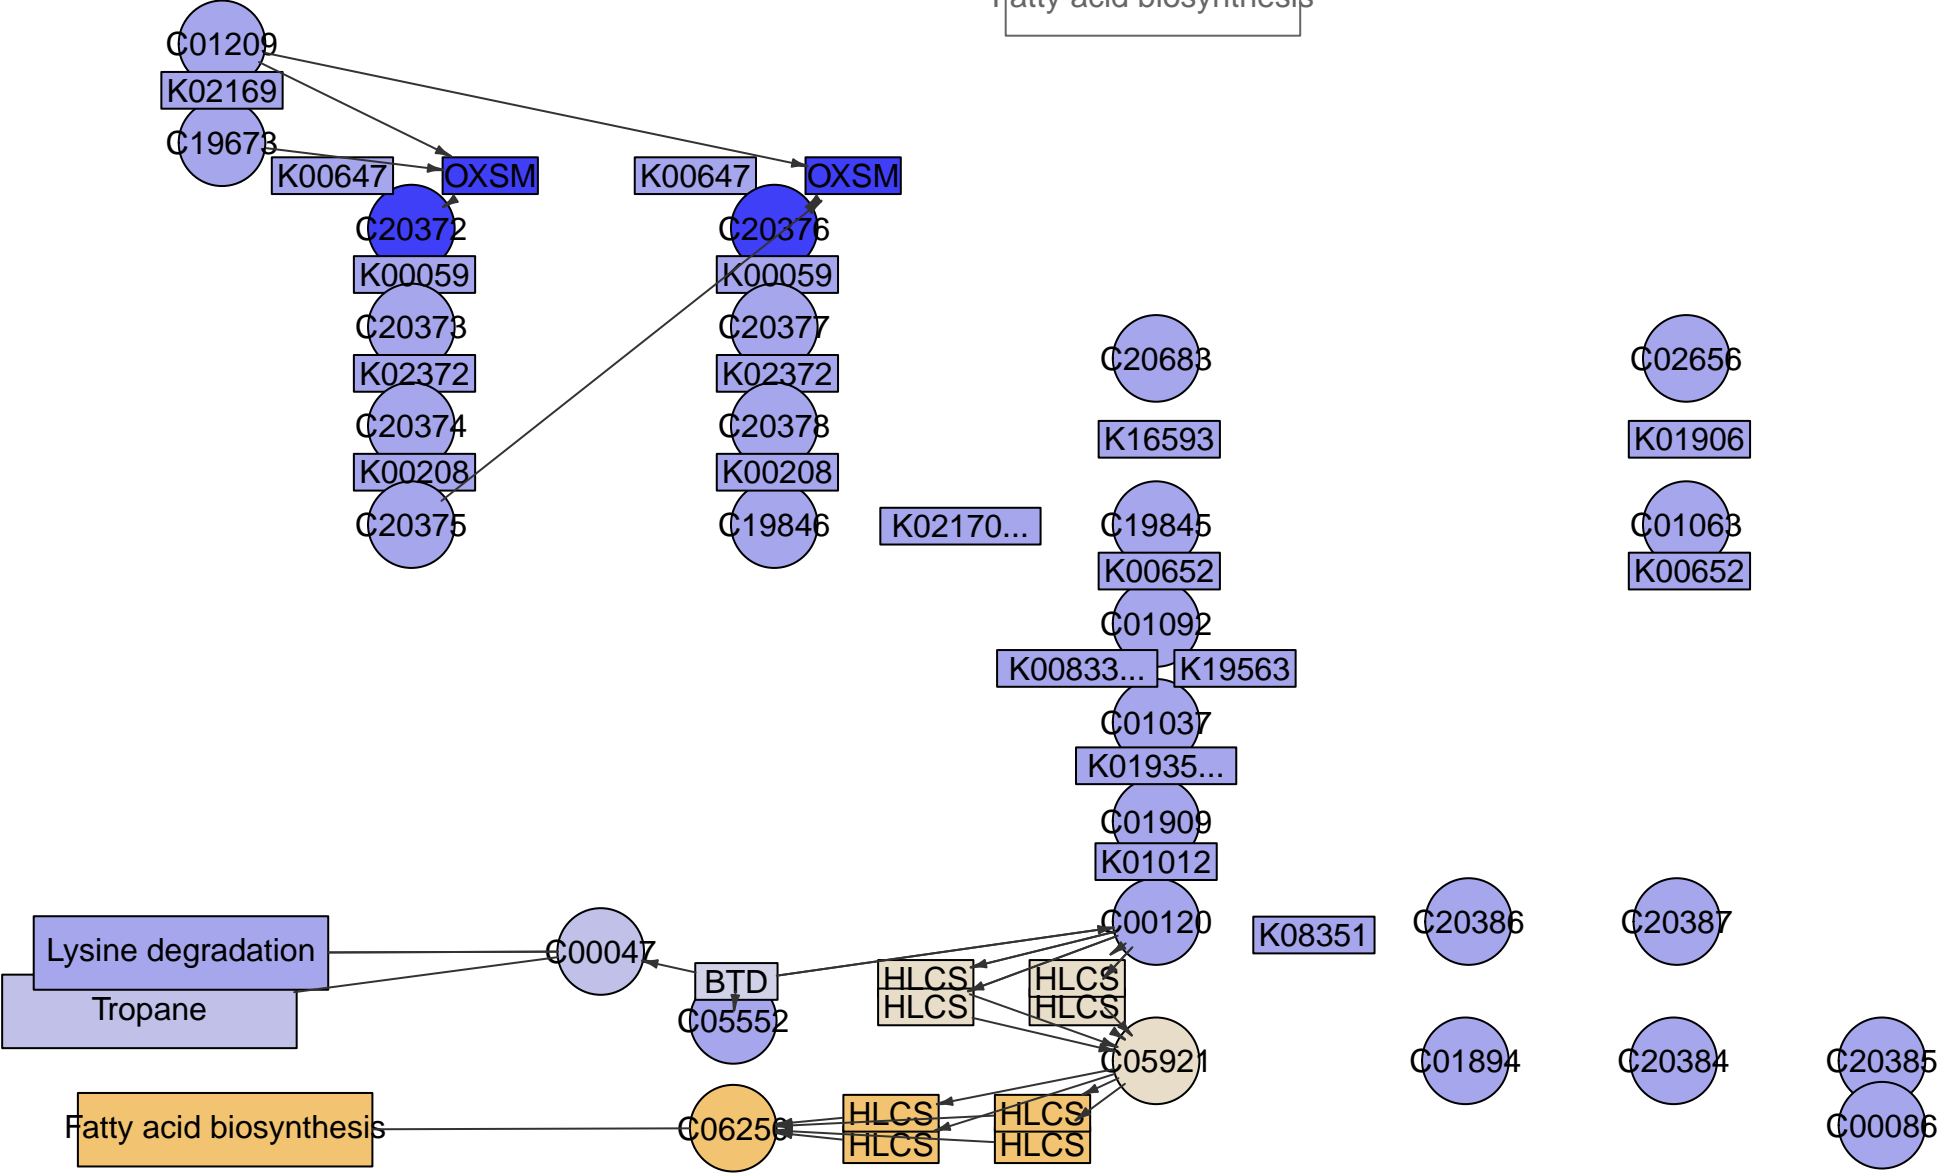 Fatty acid biosynthesis
C01209
K02169
C19673
K00647
OXSM
K00647
OXSM
C20372
C20376
K00059
K00059
C20373
C20377
C20683
C02656
K02372
K02372
C20374
C20378
K16593
K01906
K00208
K00208
C20375
C19846
K02170...
C19845
C01063
K00652
K00652
C01092
K00833...
K19563
C01037
K01935...
C01909
K01012
C00120
K08351
C20386
C20387
Lysine degradation
C00047
BTD
HLCS
HLCS
Tropane
HLCS
HLCS
C05552
C05921
C01894
C20384
C20385
Fatty acid biosynthesis
C06250
HLCS
HLCS
HLCS
HLCS
C00086